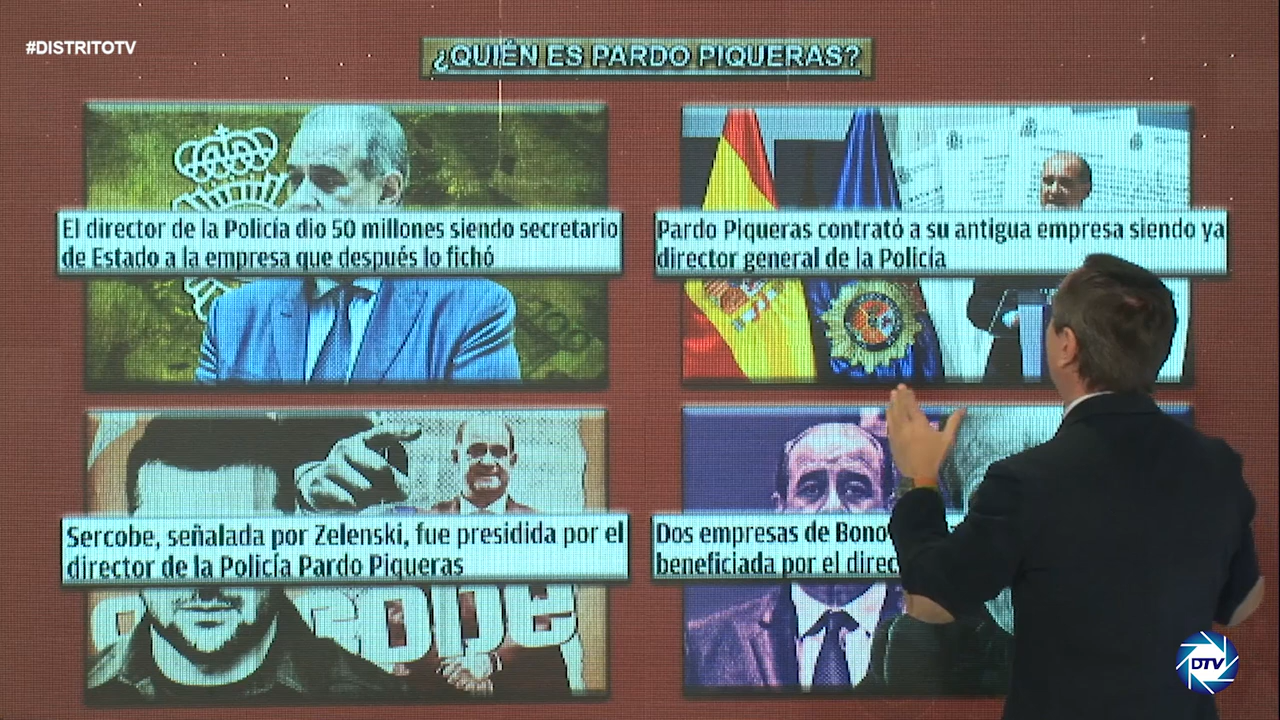 #DISTRITOTV
¿QUIÉN ES PARDO PIQUERAS?
El director de la Policía dio 50 millones siendo secretario
de Estado a la empresa que después lo fichó
Pardo Piqueras contrató a su antigua empresa siendo ya
director general de la Policía
Sercobe, señalada por Zelenski, fue presidida por el
director de la Policía Pardo Piqueras
Dos empresas de Bono
beneficiada por el direc
DTV